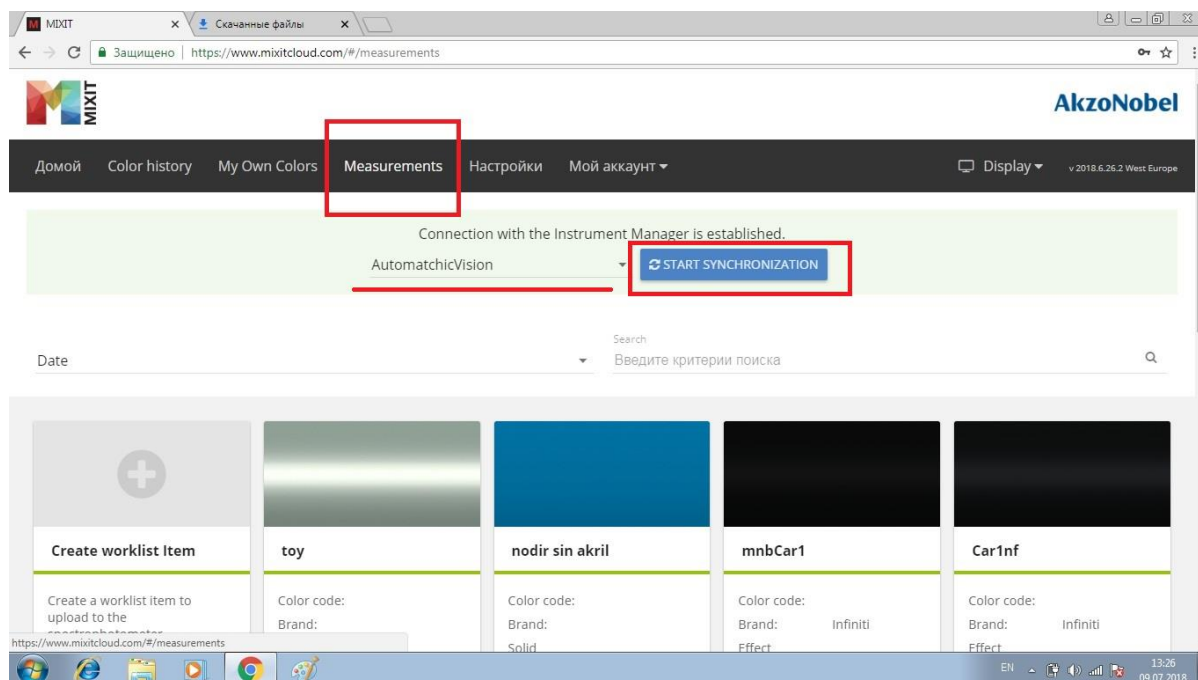 MIXIT
Скачанные файлы
Защищено https://www.mixitcloud.com/#/measurements
MIXIT
AkzoNobel
Домой Color history My Own Colors Measurements Настройки Мой аккаунт Display v 2018.6.26.2 West Europe
Connection with the Instrument Manager is established.
AutomatchicVision START SYNCHRONIZATION
Search
Date Введите критерии поиска
Create worklist Item toy nodir sin akril mnbCar1 Car1nf
Create a worklist item to Color code: Color code: Color code: Color code:
upload to the Brand: Brand: Brand: Infiniti Brand: Infiniti
spectrophotometer Solid Effect Effect
https://www.mixitcloud.com/#/measurements
EN 13:26
09.07.2018